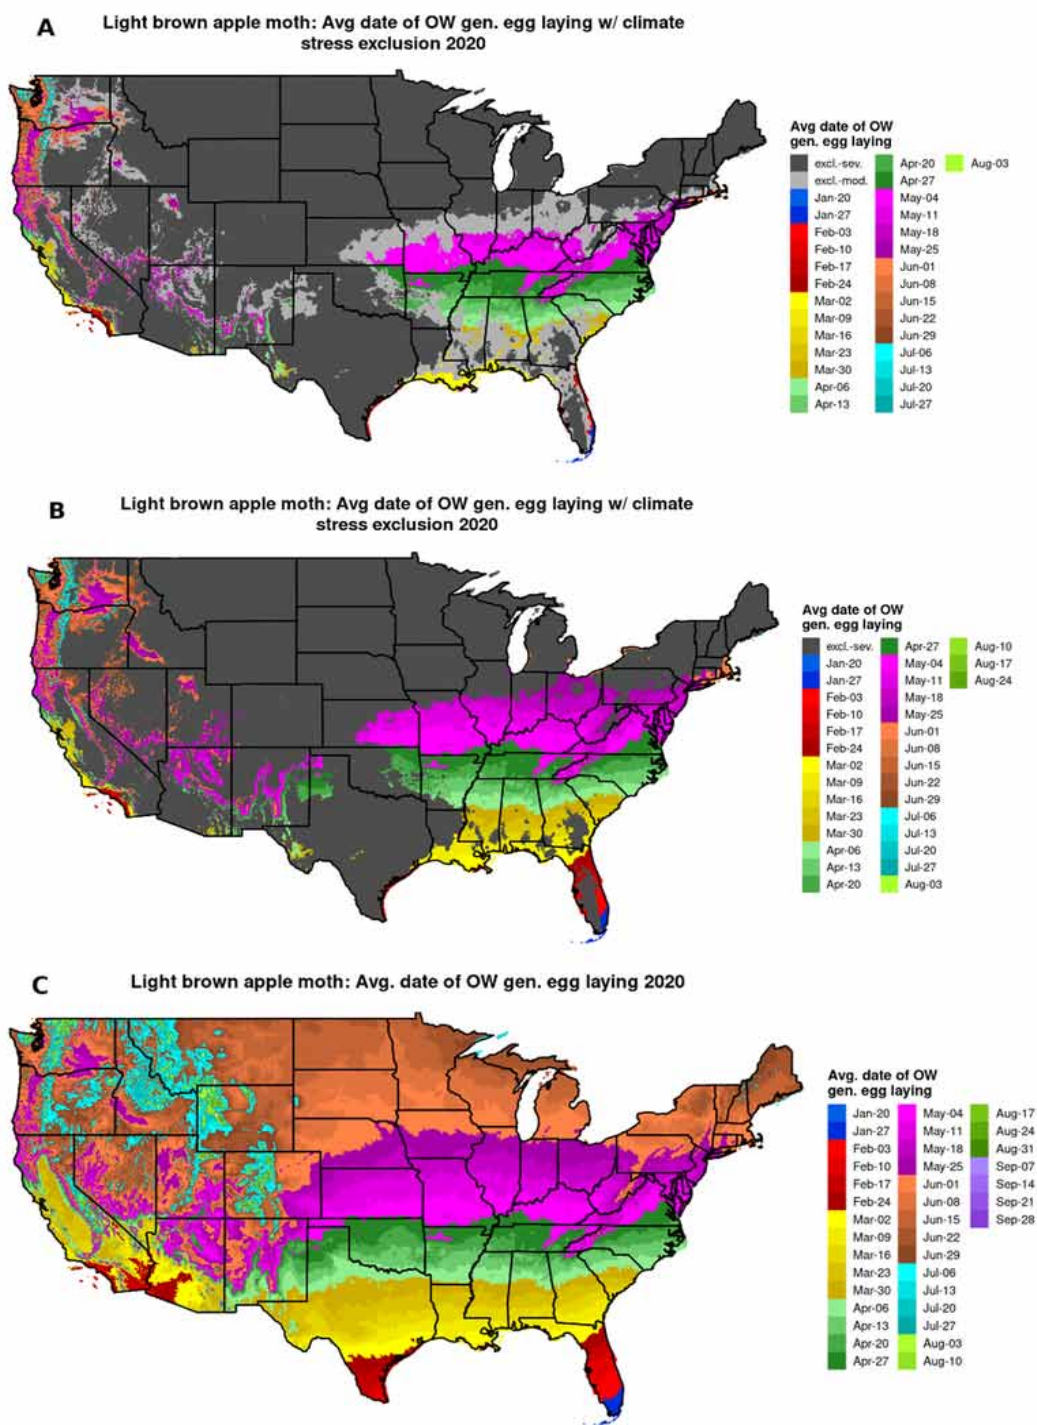 A
Light brown apple moth: Avg date of OW gen. egg laying w/ climate
stress exclusion 2020
Avg date of OW
gen. egg laying
excl.-sev.
excl.-mod.
Jan-20
Jan-27
Feb-03
Feb-10
Feb-17
Feb-24
Mar-02
Mar-09
Mar-16
Mar-23
Mar-30
Apr-06
Apr-13
Apr-20
Apr-27
May-04
May-11
May-18
May-25
Jun-01
Jun-08
Jun-15
Jun-22
Jun-29
Jul-06
Jul-13
Jul-20
Jul-27
Aug-03
B
Light brown apple moth: Avg date of OW gen. egg laying w/ climate
stress exclusion 2020
Avg date of OW
gen. egg laying
excl.-sev.
Jan-20
Jan-27
Feb-03
Feb-10
Feb-17
Feb-24
Mar-02
Mar-09
Mar-16
Mar-23
Mar-30
Apr-06
Apr-13
Apr-20
Apr-27
May-04
May-11
May-18
May-25
Jun-01
Jun-08
Jun-15
Jun-22
Jun-29
Jul-06
Jul-13
Jul-20
Jul-27
Aug-03
Aug-10
Aug-17
Aug-24
C
Light brown apple moth: Avg. date of OW gen. egg laying 2020
Avg. date of OW
gen. egg laying
Jan-20
Jan-27
Feb-03
Feb-10
Feb-17
Feb-24
Mar-02
Mar-09
Mar-16
Mar-23
Mar-30
Apr-06
Apr-13
Apr-20
Apr-27
May-04
May-11
May-18
May-25
Jun-01
Jun-08
Jun-15
Jun-22
Jun-29
Jul-06
Jul-13
Jul-20
Jul-27
Aug-03
Aug-10
Aug-17
Aug-24
Aug-31
Sep-07
Sep-14
Sep-21
Sep-28